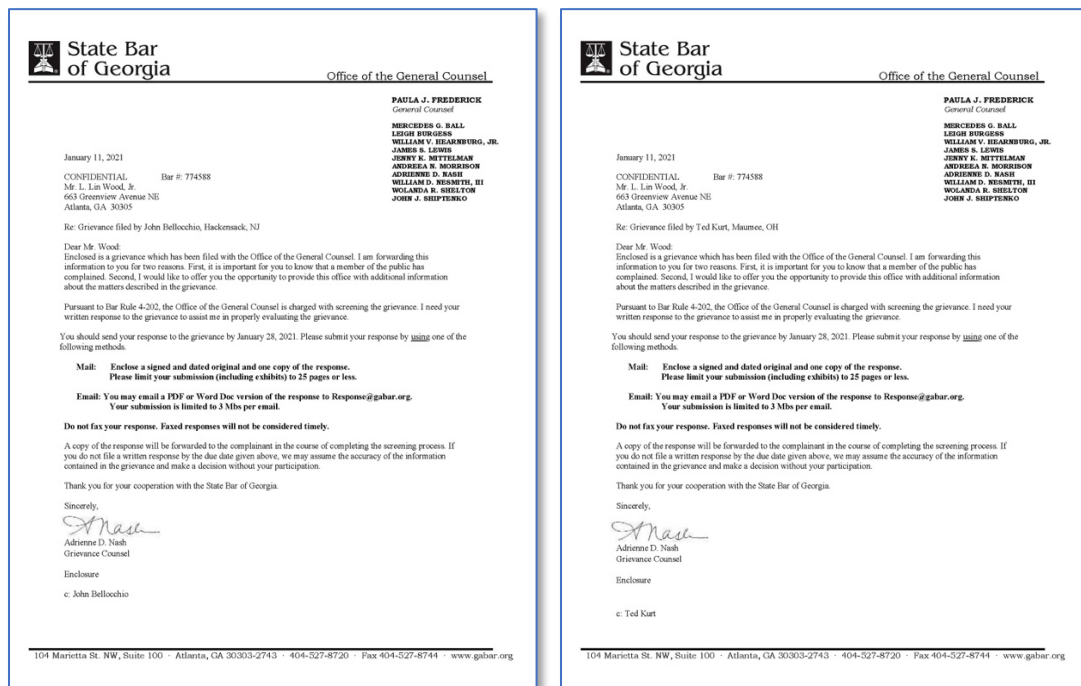 State Bar
of Georgia
Office of the General Counsel
PAULA J. FREDERICK
General Counsel
MERCEDES G. BALL
LEIGH BURGESS
WILLIAM V. HEARNBURG, JR.
JAMES S. LEWIS
JENNY K. MITTELMAN
ANDREEA N. MORRISON
ADRIENNE D. NASH
WILLIAM D. NESMITH, III
WOLANDA R. SHELTON
JOHN J. SHIPTENKO
January 11, 2021
CONFIDENTIAL Bar #: 774588
Mr. L. Lin Wood, Jr.
663 Greenview Avenue NE
Atlanta, GA 30305
Re: Grievance filed by John Bellocchio, Hackensack, NJ
Dear Mr. Wood:
Enclosed is a grievance which has been filed with the Office of the General Counsel. I am forwarding this
information to you for two reasons. First, it is important for you to know that a member of the public has
complained. Second, I would like to offer you the opportunity to provide this office with additional information
about the matters described in the grievance.
Pursuant to Bar Rule 4-202, the Office of the General Counsel is charged with screening the grievance. I need your
written response to the grievance to assist me in properly evaluating the grievance.
You should send your response to the grievance by January 28, 2021. Please submit your response by using one of the
following methods.
Mail: Enclose a signed and dated original and one copy of the response.
Please limit your submission (including exhibits) to 25 pages or less.
Email: You may email a PDF or Word Doc version of the response to Response@gabar.org.
Your submission is limited to 3 Mbs per email.
Do not fax your response. Faxed responses will not be considered timely.
A copy of the response will be forwarded to the complainant in the course of completing the screening process. If
you do not file a written response by the due date given above, we may assume the accuracy of the information
contained in the grievance and make a decision without your participation.
Thank you for your cooperation with the State Bar of Georgia.
Sincerely,
A Nash
Adrienne D. Nash
Grievance Counsel
Enclosure
c: John Bellocchio
104 Marietta St. NW, Suite 100 · Atlanta, GA 30303-2743 · 404-527-8720 · Fax 404-527-8744 · www.gabar.org
State Bar
of Georgia
Office of the General Counsel
PAULA J. FREDERICK
General Counsel
MERCEDES G. BALL
LEIGH BURGESS
WILLIAM V. HEARNBURG, JR.
JAMES S. LEWIS
JENNY K. MITTELMAN
ANDREEA N. MORRISON
ADRIENNE D. NASH
WILLIAM D. NESMITH, III
WOLANDA R. SHELTON
JOHN J. SHIPTENKO
January 11, 2021
CONFIDENTIAL Bar #: 774588
Mr. L. Lin Wood, Jr.
663 Greenview Avenue NE
Atlanta, GA 30305
Re: Grievance filed by Ted Kurt, Maumee, OH
Dear Mr. Wood:
Enclosed is a grievance which has been filed with the Office of the General Counsel. I am forwarding this
information to you for two reasons. First, it is important for you to know that a member of the public has
complained. Second, I would like to offer you the opportunity to provide this office with additional information
about the matters described in the grievance.
Pursuant to Bar Rule 4-202, the Office of the General Counsel is charged with screening the grievance. I need your
written response to the grievance to assist me in properly evaluating the grievance.
You should send your response to the grievance by January 28, 2021. Please submit your response by using one of the
following methods.
Mail: Enclose a signed and dated original and one copy of the response.
Please limit your submission (including exhibits) to 25 pages or less.
Email: You may email a PDF or Word Doc version of the response to Response@gabar.org.
Your submission is limited to 3 Mbs per email.
Do not fax your response. Faxed responses will not be considered timely.
A copy of the response will be forwarded to the complainant in the course of completing the screening process. If
you do not file a written response by the due date given above, we may assume the accuracy of the information
contained in the grievance and make a decision without your participation.
Thank you for your cooperation with the State Bar of Georgia.
Sincerely,
A Nash
Adrienne D. Nash
Grievance Counsel
Enclosure
c: Ted Kurt
104 Marietta St. NW, Suite 100 · Atlanta, GA 30303-2743 · 404-527-8720 · Fax 404-527-8744 · www.gabar.org